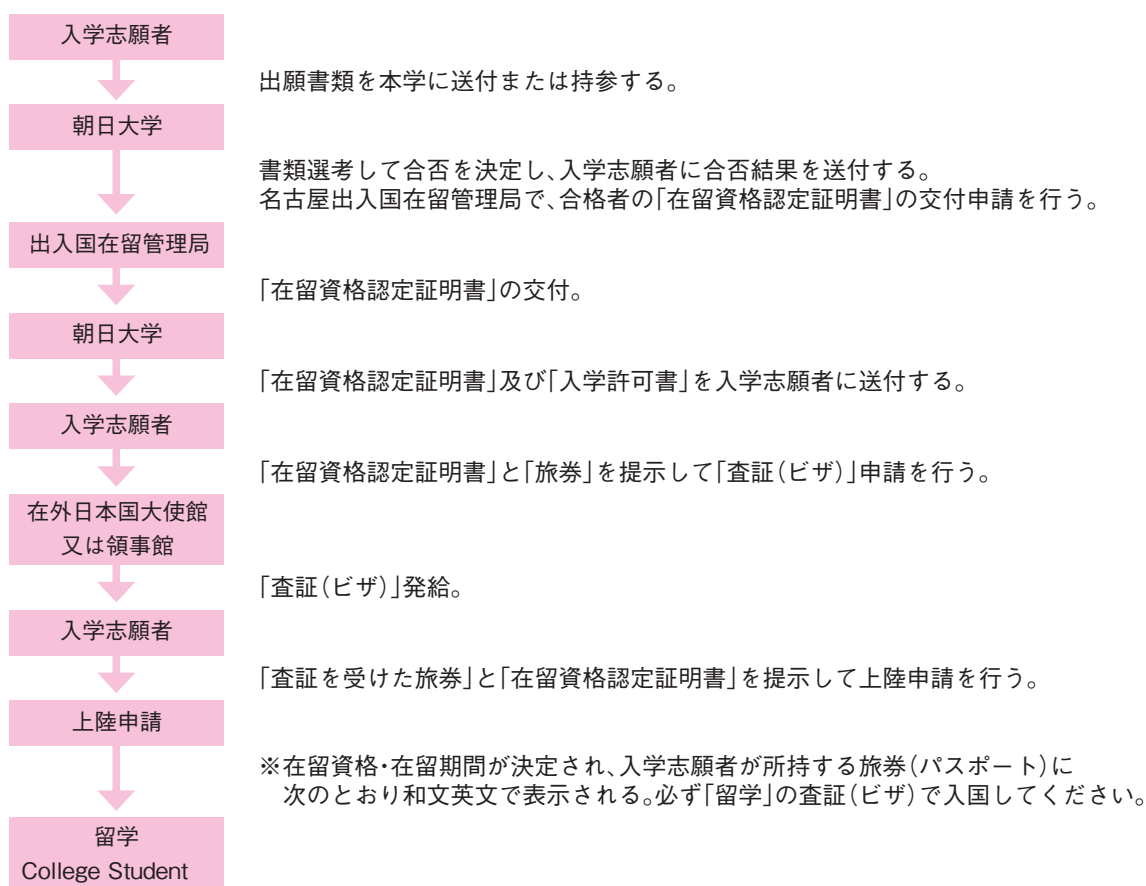 入学志願者
出願書類を本学に送付または持参する。
朝日大学
書類選考して合否を決定し、入学志願者に合否結果を送付する。
名古屋出入国在留管理局で、合格者の「在留資格認定証明書」の交付申請を行う。
出入国在留管理局
「在留資格認定証明書」の交付。
朝日大学
「在留資格認定証明書」及び「入学許可書」を入学志願者に送付する。
入学志願者
「在留資格認定証明書」と「旅券」を提示して「査証(ビザ)」申請を行う。
在外日本国大使館
又は領事館
「査証(ビザ)」発給。
入学志願者
「査証を受けた旅券」と「在留資格認定証明書」を提示して上陸申請を行う。
上陸申請
※在留資格・在留期間が決定され、入学志願者が所持する旅券(パスポート)に
次のとおり和文英文で表示される。必ず「留学」の査証(ビザ)で入国してください。
留学
College Student